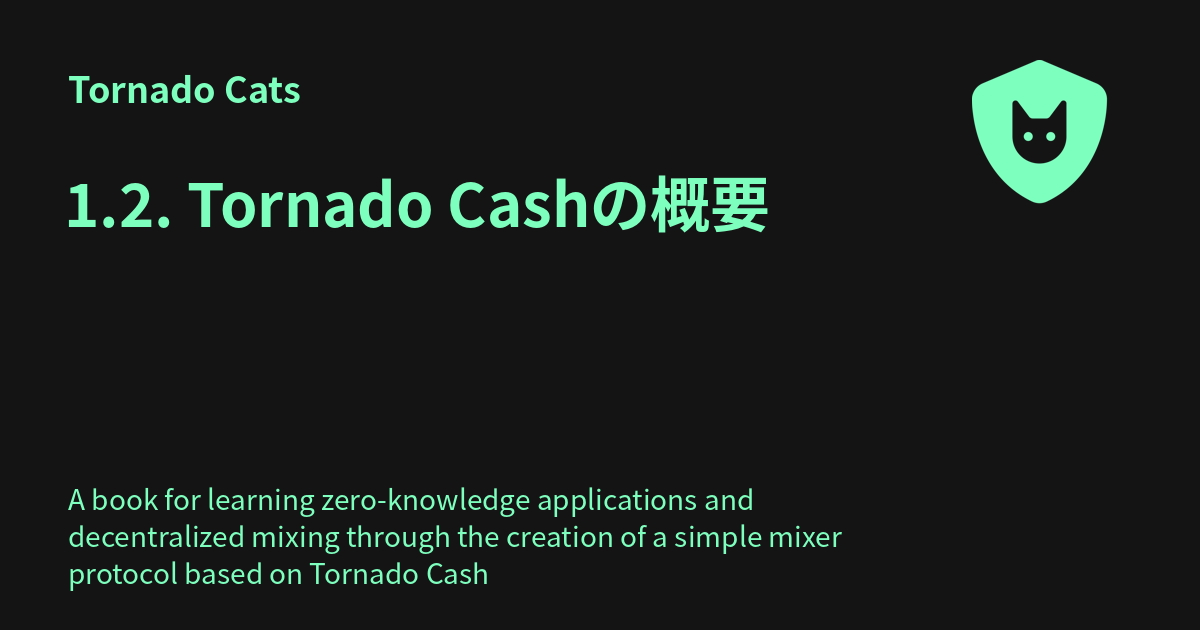 Tornado Cats
1.2. Tornado Cashの概要
A book for learning zero-knowledge applications and
decentralized mixing through the creation of a simple mixer
protocol based on Tornado Cash